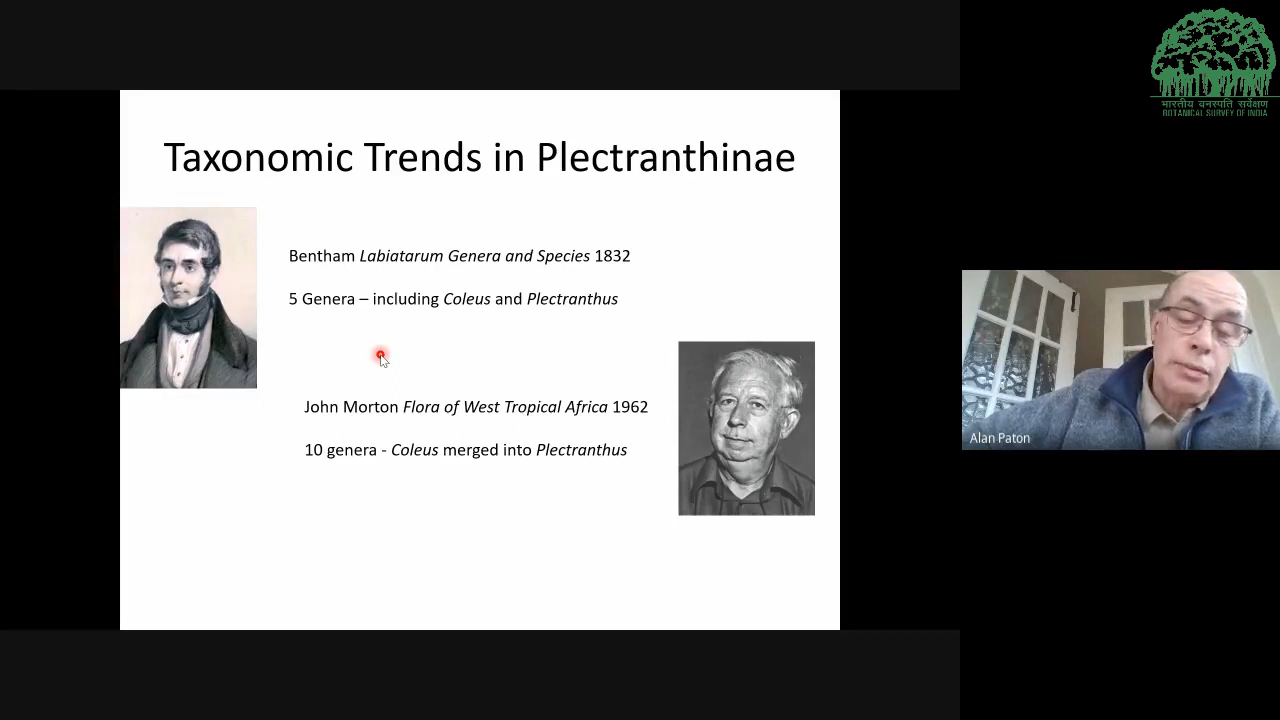 Taxonomic Trends in Plectranthinae
Bentham Labiatarum Genera and Species 1832
5 Genera – including Coleus and Plectranthus
John Morton Flora of West Tropical Africa 1962
10 genera - Coleus merged into Plectranthus
Alan Paton
भारतीय वनस्पति सर्वेक्षण
BOTANICAL SURVEY OF INDIA